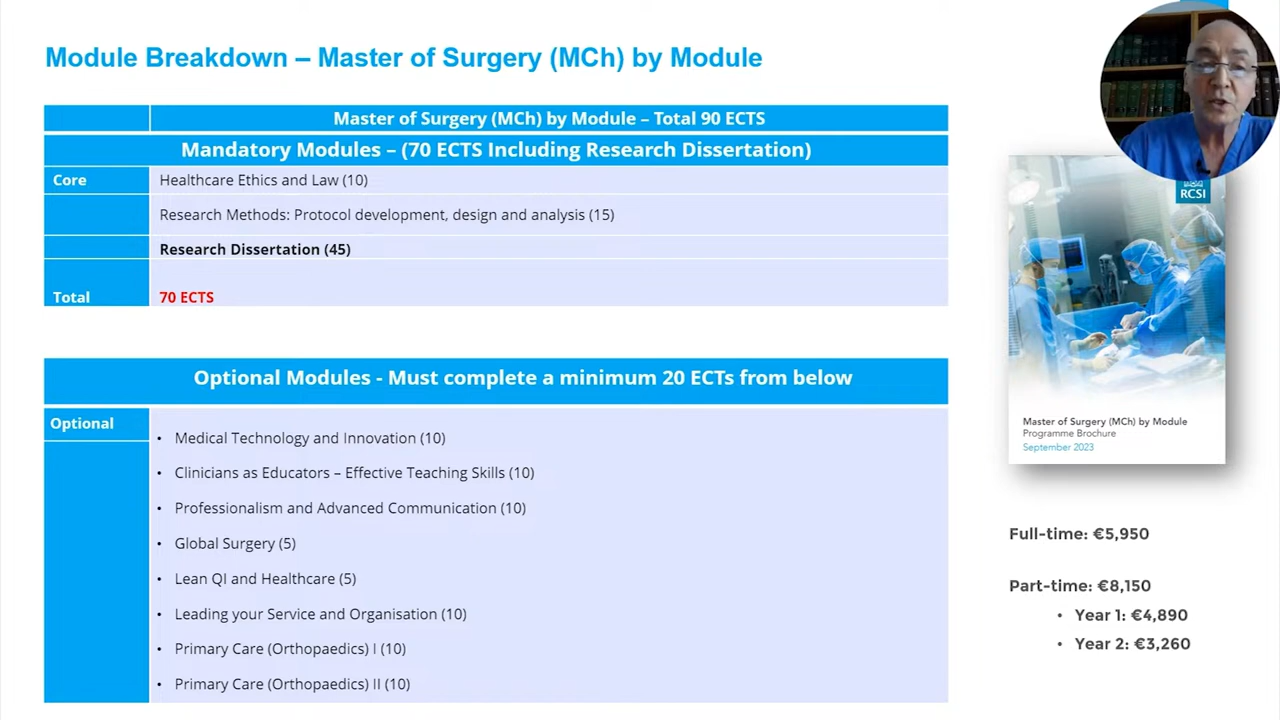 Module Breakdown – Master of Surgery (MCh) by Module
Master of Surgery (MCh) by Module – Total 90 ECTS
Mandatory Modules – (70 ECTS Including Research Dissertation)
Core
Healthcare Ethics and Law (10)
Research Methods: Protocol development, design and analysis (15)
Research Dissertation (45)
Total
70 ECTS
Optional Modules - Must complete a minimum 20 ECTs from below
Optional
• Medical Technology and Innovation (10)
• Clinicians as Educators – Effective Teaching Skills (10)
• Professionalism and Advanced Communication (10)
• Global Surgery (5)
• Lean QI and Healthcare (5)
• Leading your Service and Organisation (10)
• Primary Care (Orthopaedics) I (10)
• Primary Care (Orthopaedics) II (10)
RCSI
Master of Surgery (MCh) by Module
Programme Brochure
September 2023
Full-time: €5,950
Part-time: €8,150
• Year 1: €4,890
• Year 2: €3,260